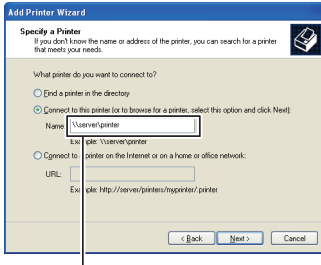 Add Printer Wizard
Specify a Printer
If you don't know the name or address of the printer, you can search for a printer
that meets your needs.
What printer do you want to connect to?
Find a printer in the directory
Connect to this printer (or to browse for a printer, select this option and click Next):
Name: \\server\printer
Example: \\server\printer
Connect to a printer on the Internet or on a home or office network:
URL:
Example: http://server/printers/myprinter/.printer
< Back Next > Cancel